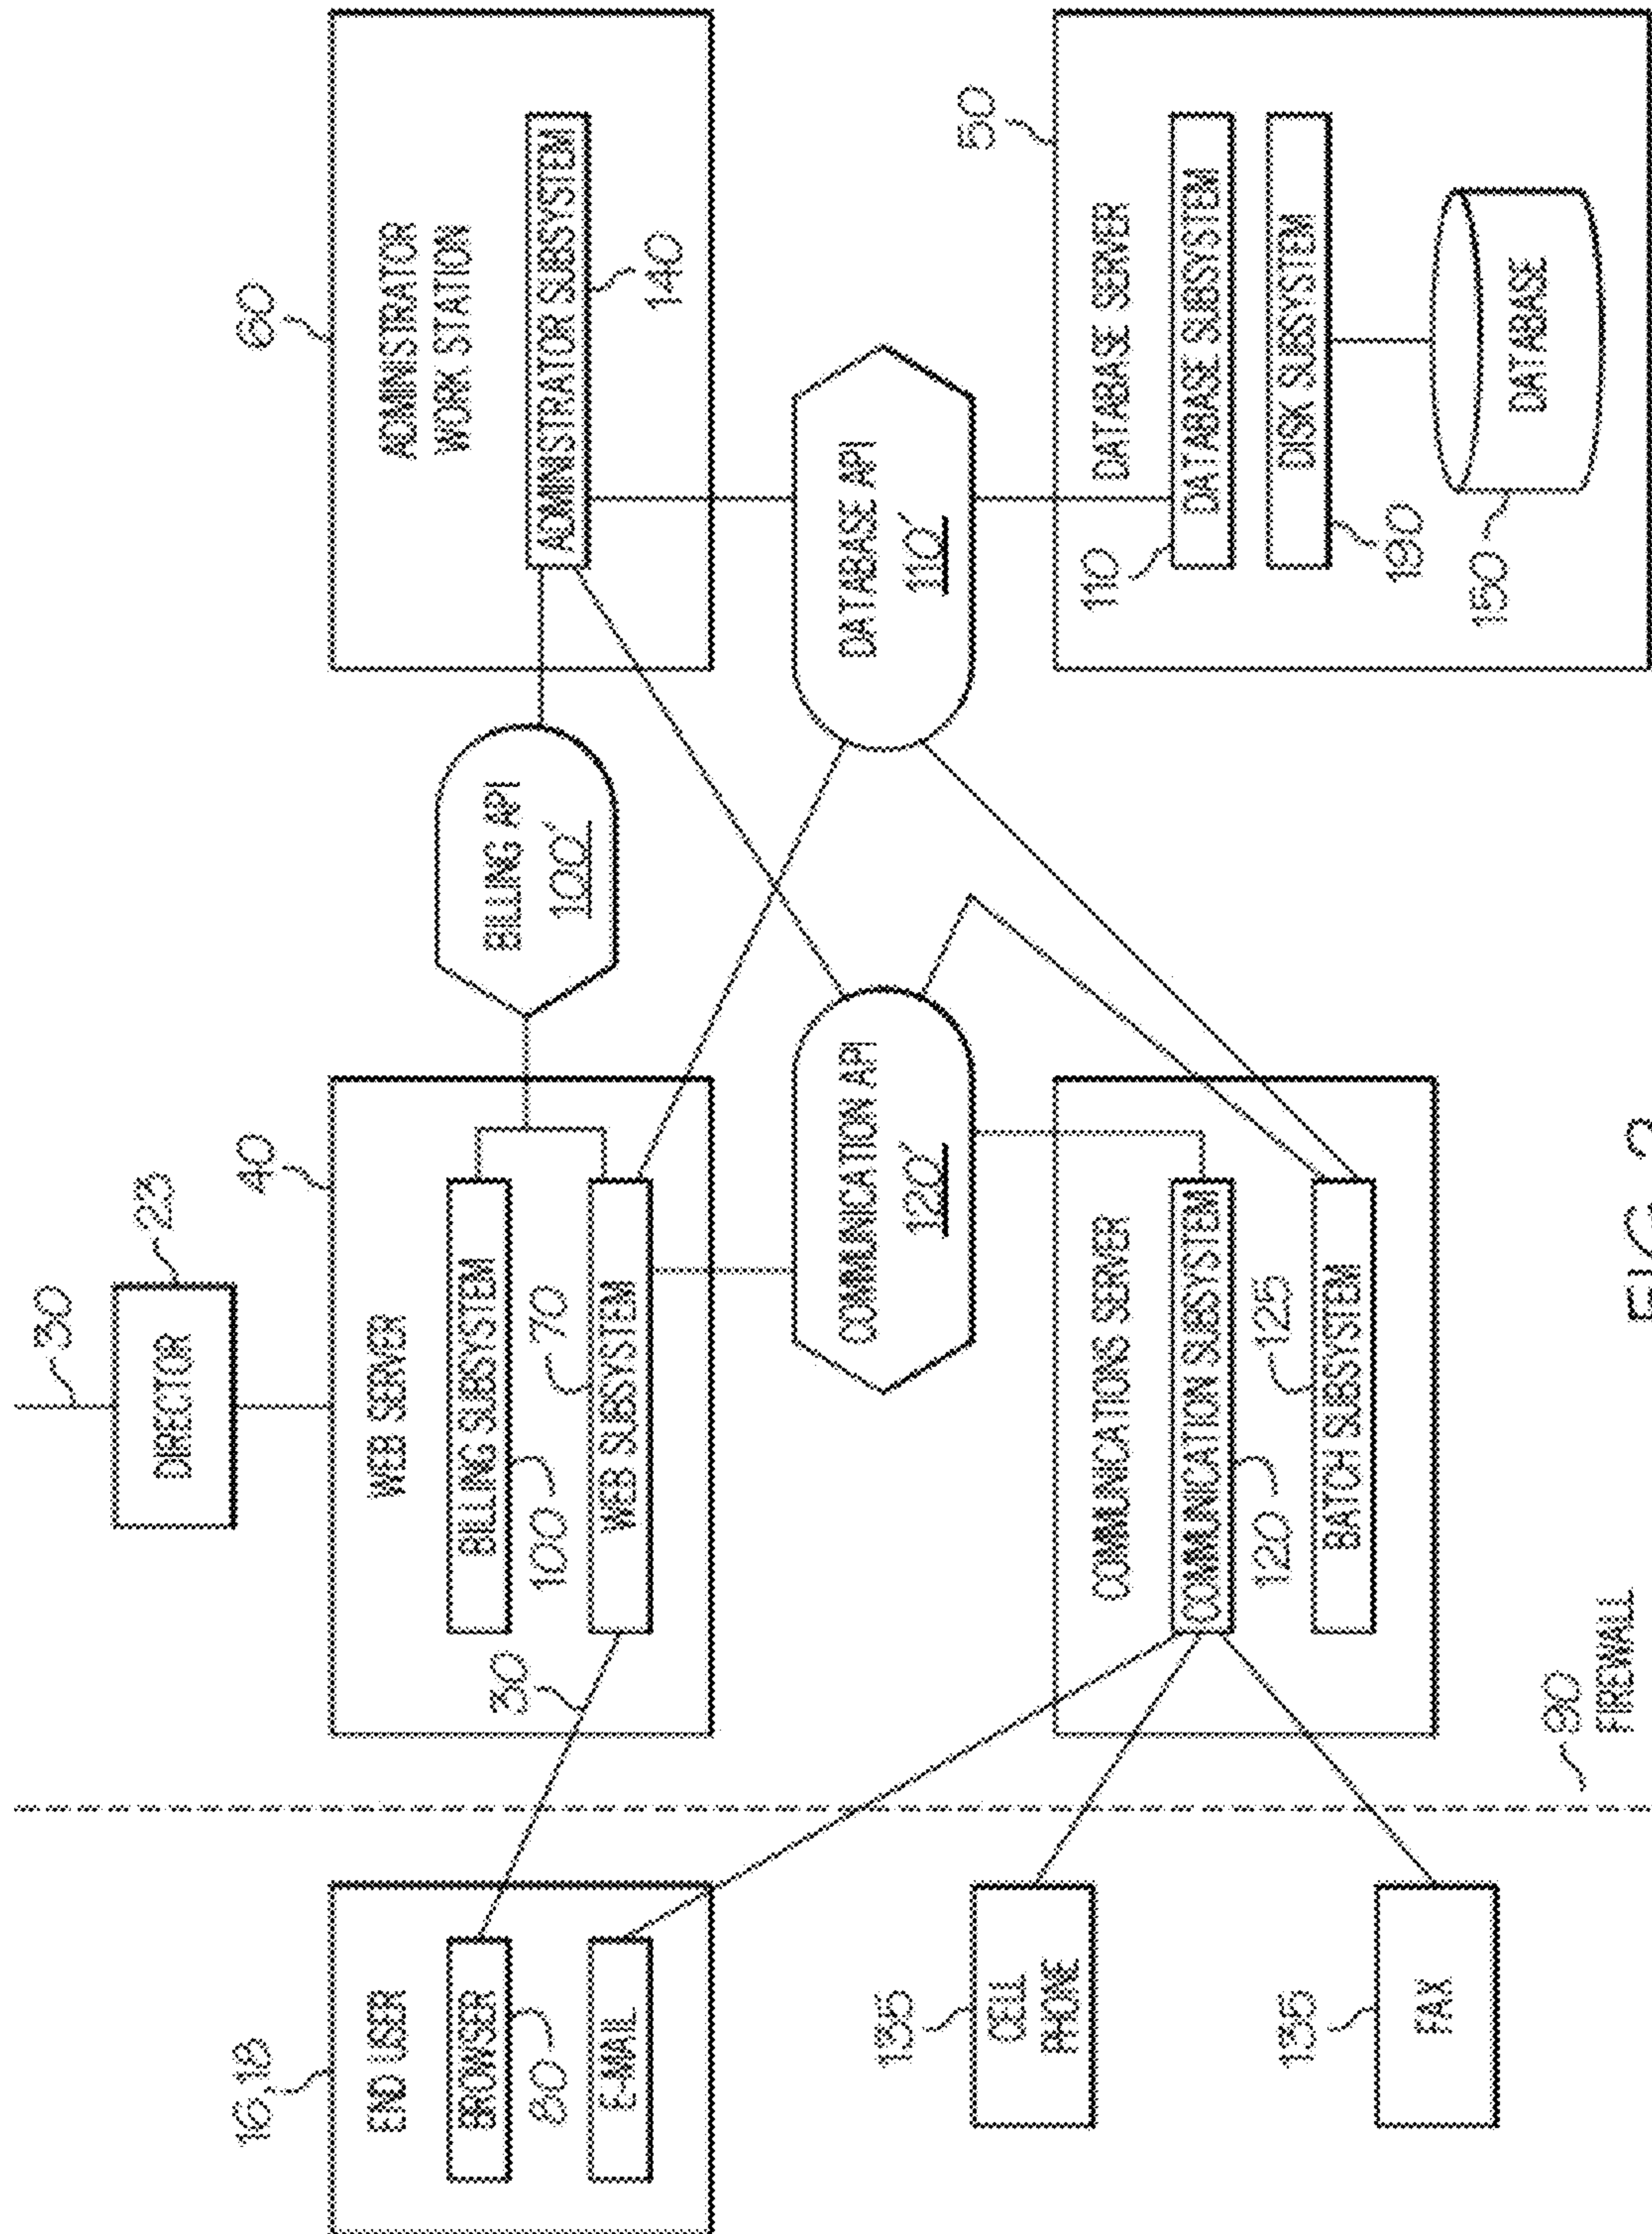 30
DIRECTOR
23
16,18
END USER
BROWSER
80
E-MAIL
40
WEB SERVER
BILLING SUBSYSTEM
100
70
WEB SUBSYSTEM
30
BILLING API
100'
60
ADMINISTRATOR
WORK STATION
ADMINISTRATOR SUBSYSTEM
140
155
CELL
PHONE
155
FAX
COMMUNICATION API
120'
DATABASE API
110'
COMMUNICATIONS SERVER
COMMUNICATION SUBSYSTEM
120
125
BATCH SUBSYSTEM
50
DATABASE SERVER
110
DATABASE SUBSYSTEM
DISK SUBSYSTEM
190
150
DATABASE
90
FIREWALL